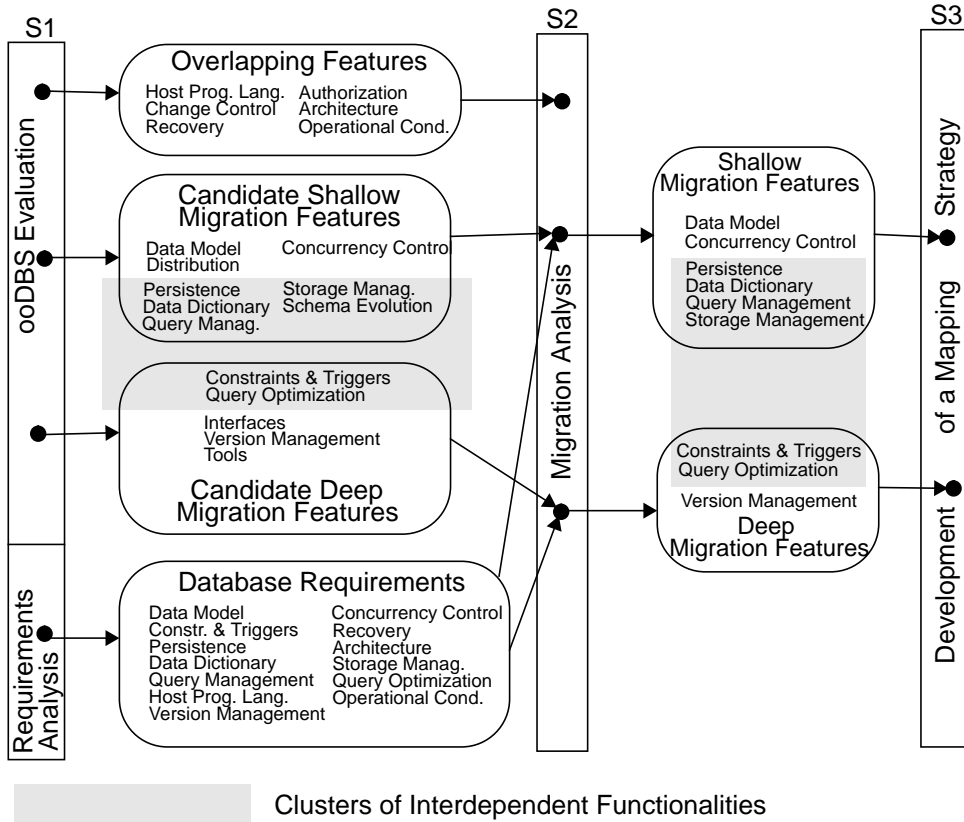 S1
S2
S3
ooDBS Evaluation
Requirements
Analysis
Overlapping Features
Host Prog. Lang.
Change Control
Recovery
Authorization
Architecture
Operational Cond.
Candidate Shallow
Migration Features
Data Model
Distribution
Concurrency Control
Persistence
Data Dictionary
Query Manag.
Storage Manag.
Schema Evolution
Constraints & Triggers
Query Optimization
Interfaces
Version Management
Tools
Candidate Deep
Migration Features
Database Requirements
Data Model
Constr. & Triggers
Persistence
Data Dictionary
Query Management
Host Prog. Lang.
Version Management
Concurrency Control
Recovery
Architecture
Storage Manag.
Query Optimization
Operational Cond.
Migration Analysis
Shallow
Migration Features
Data Model
Concurrency Control
Persistence
Data Dictionary
Query Management
Storage Management
Constraints & Triggers
Query Optimization
Version Management
Deep
Migration Features
Development of a Mapping Strategy
Clusters of Interdependent Functionalities